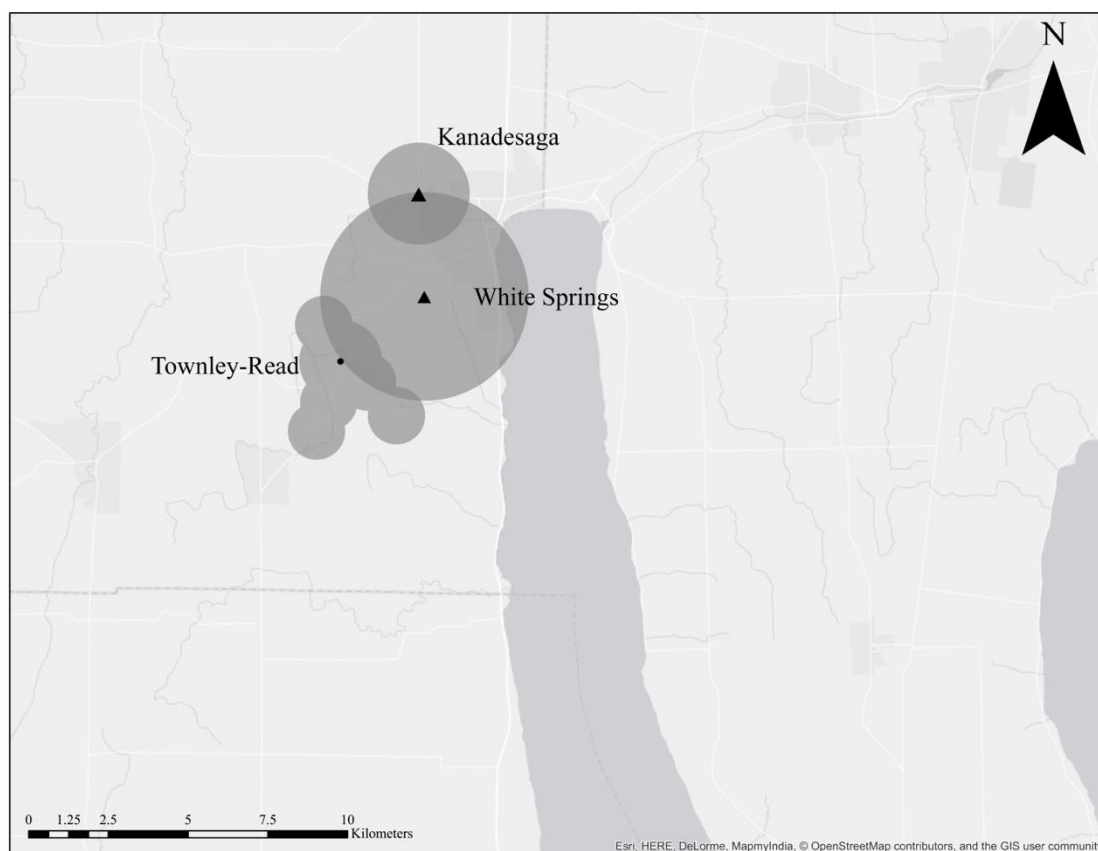 N
Kanadesaga
White Springs
Townley-Read
0 1.25 2.5 5 7.5 10
Kilometers
Esri, HERE, DeLorme, MapmyIndia, © OpenStreetMap contributors, and the GIS user community